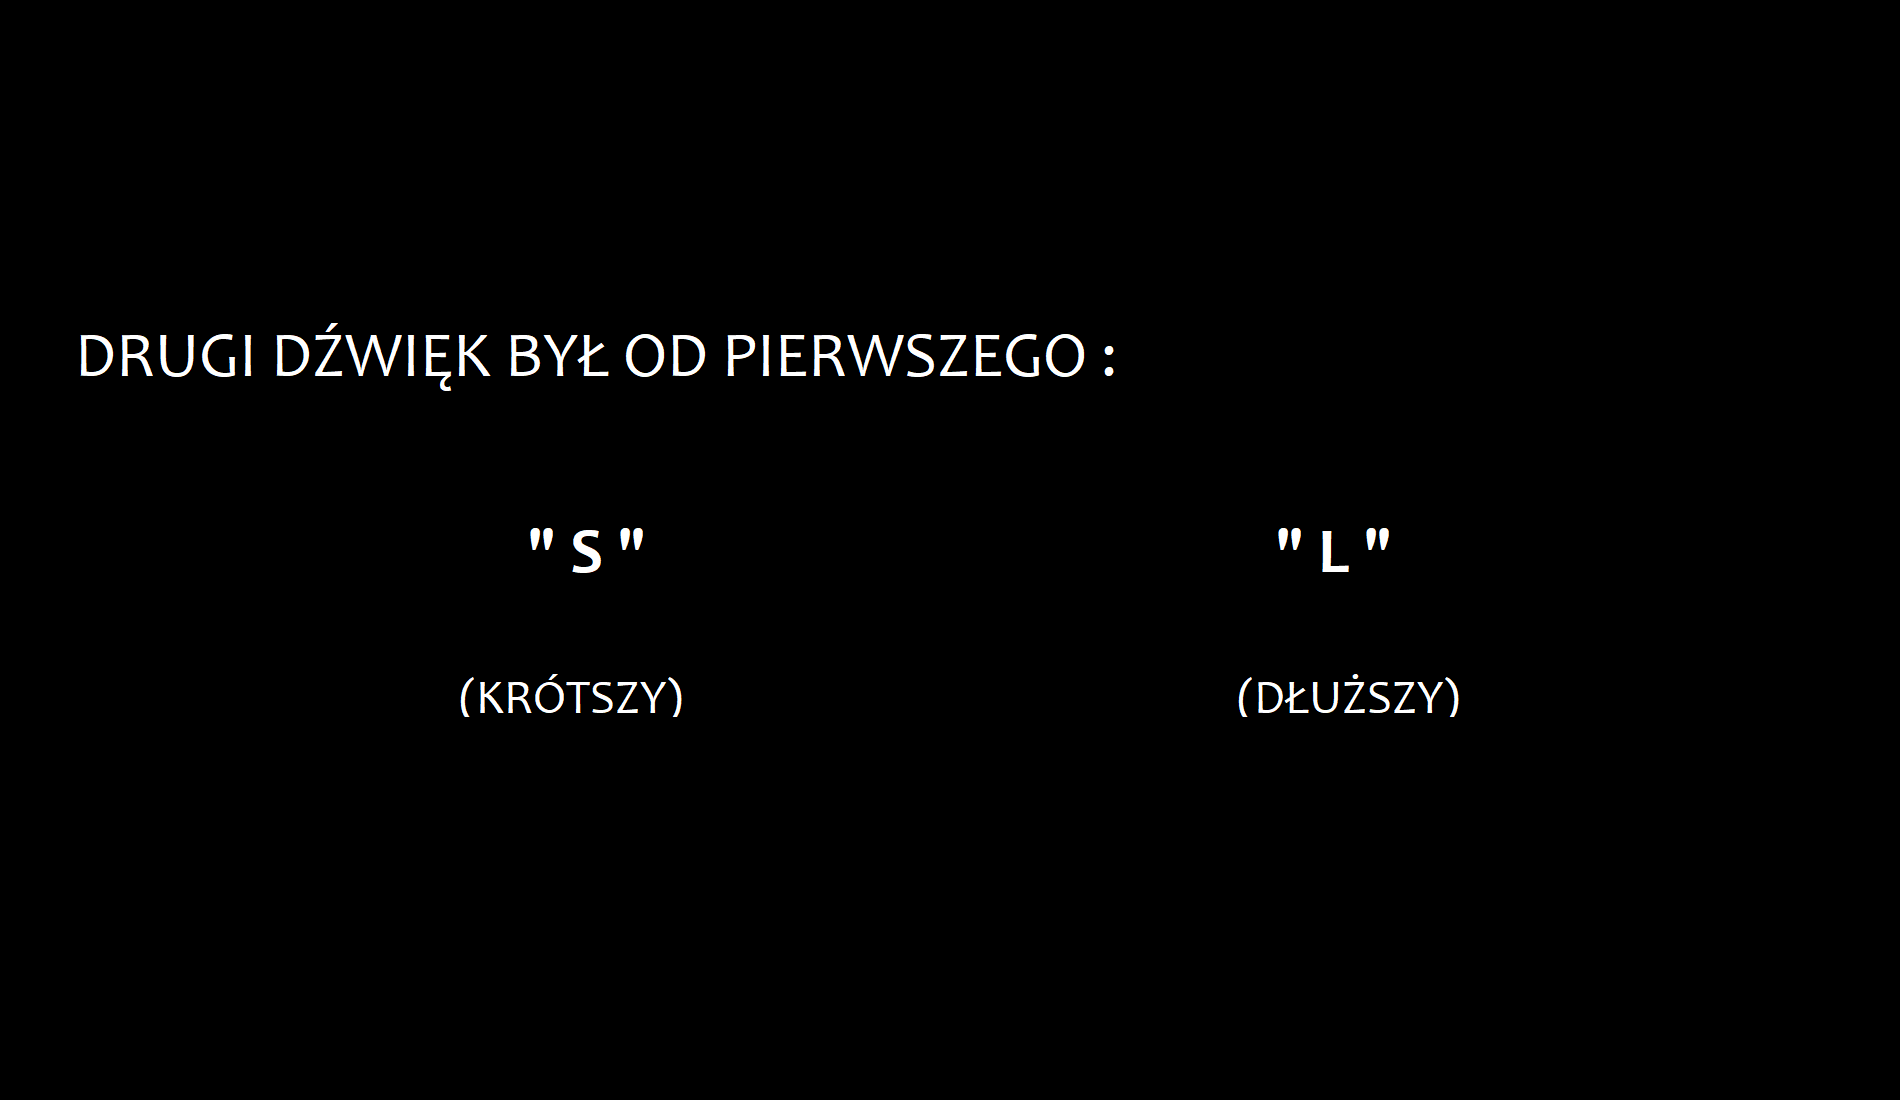 DRUGI DŹWIĘK BYŁ OD PIERWSZEGO :
" S " " L "
(KRÓTSZY) (DŁUŻSZY)